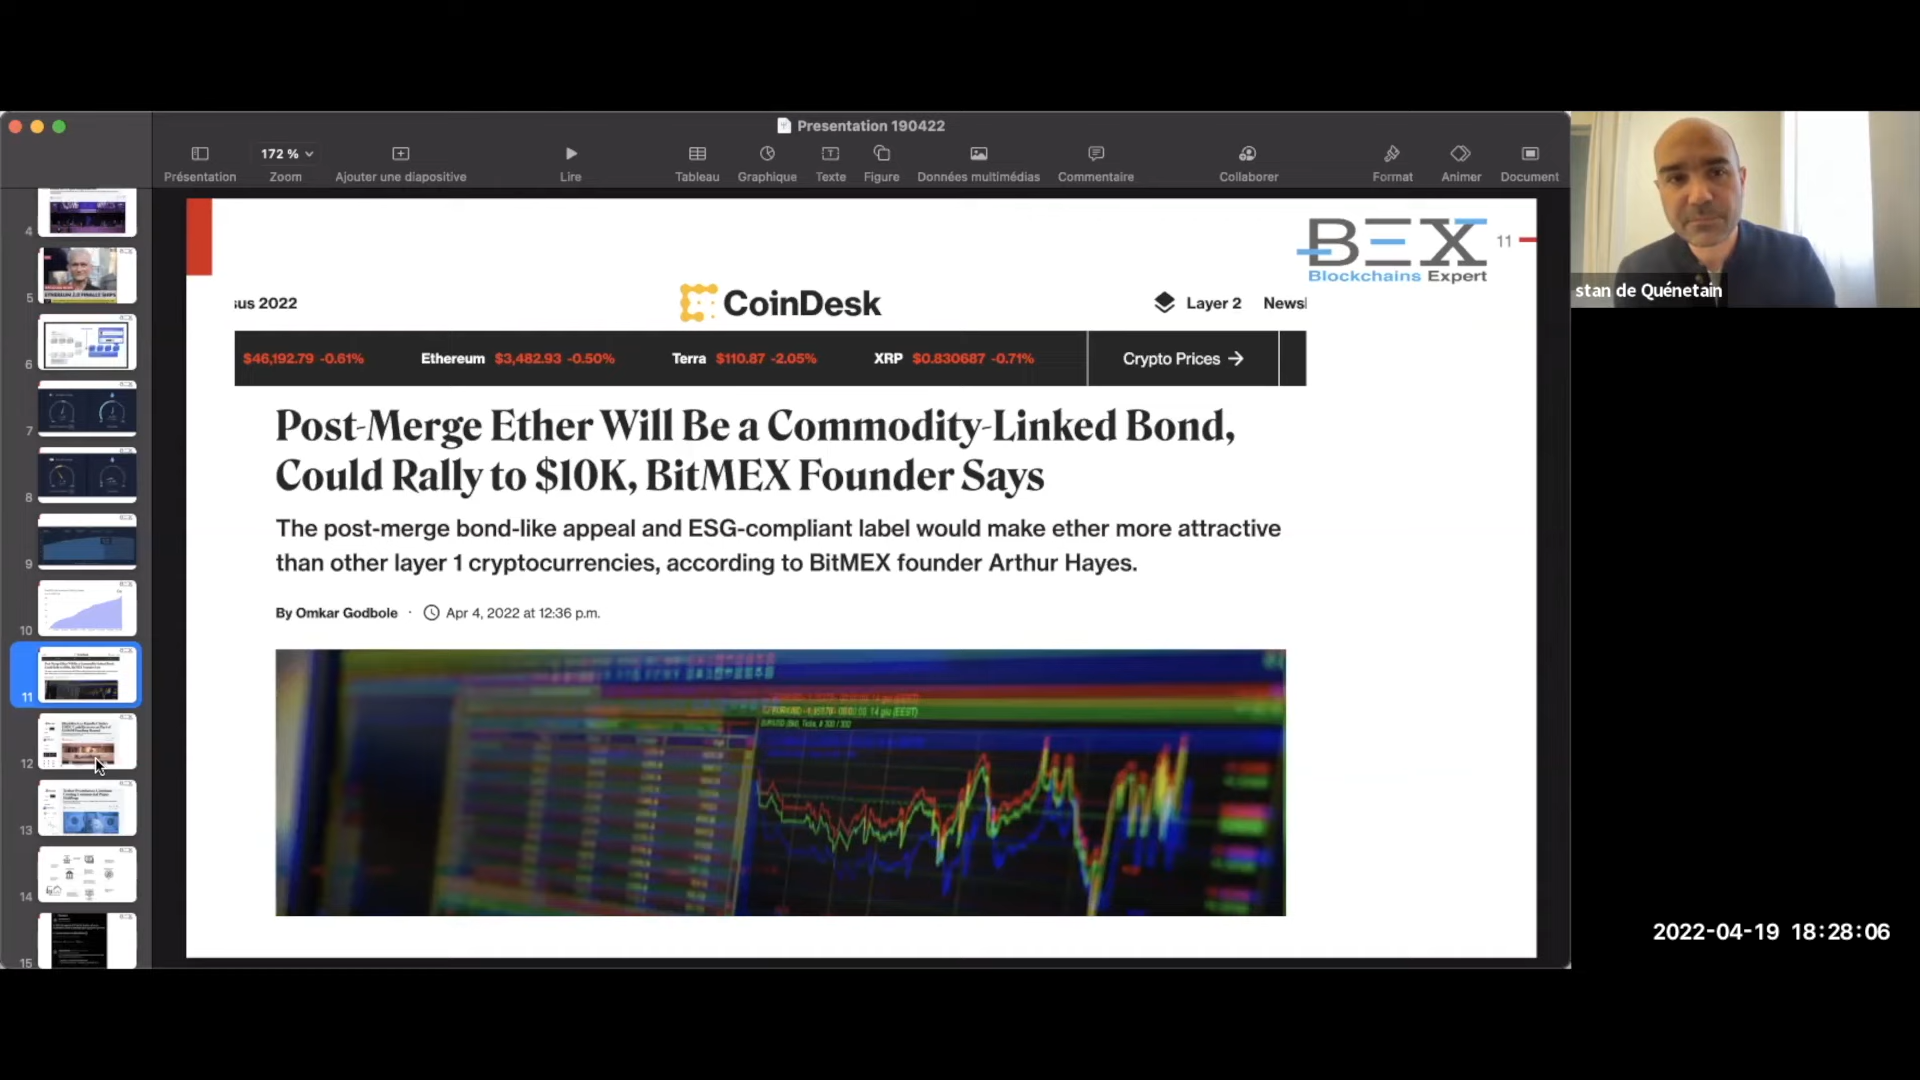 Presentation 190422
172 %
Présentation
Zoom
Ajouter une diapositive
Lire
Tableau
Graphique
Texte
Figure
Données multimédias
Commentaire
Collaborer
Format
Animer
Document
4
5
6
7
8
9
10
11
12
13
14
15
BEX
Blockchains Expert
11
us 2022
CoinDesk
Layer 2
News
$46,192.79 -0.61%
Ethereum $3,482.93 -0.50%
Terra $110.87 -2.05%
XRP $0.830687 -0.71%
Crypto Prices →
Post-Merge Ether Will Be a Commodity-Linked Bond,
Could Rally to $10K, BitMEX Founder Says
The post-merge bond-like appeal and ESG-compliant label would make ether more attractive
than other layer 1 cryptocurrencies, according to BitMEX founder Arthur Hayes.
By Omkar Godbole · Apr 4, 2022 at 12:36 p.m.
stan de Quénetain
2022-04-19 18:28:06